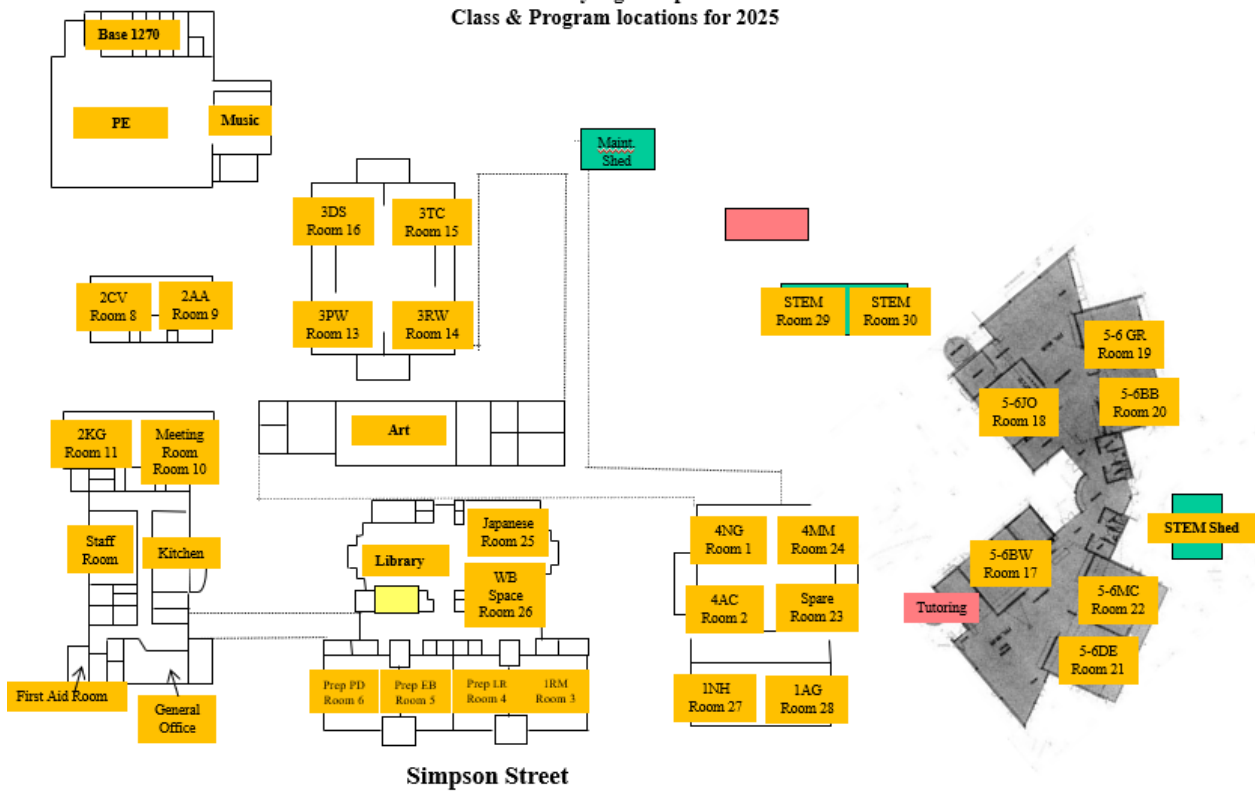 Class & Program locations for 2025
Base 1270
PE
Music
Maint.
Shed
3DS
Room 16
3TC
Room 15
3PW
Room 13
3RW
Room 14
2CV
Room 8
2AA
Room 9
STEM
Room 29
STEM
Room 30
5-6 GR
Room 19
5-6JO
Room 18
5-6BB
Room 20
Art
2KG
Room 11
Meeting
Room
Room 10
Staff
Room
Kitchen
Library
Japanese
Room 25
WB
Space
Room 26
4NG
Room 1
4MM
Room 24
4AC
Room 2
Spare
Room 23
STEM Shed
5-6BW
Room 17
Tutoring
5-6MC
Room 22
5-6DE
Room 21
First Aid Room
General
Office
Prep PD
Room 6
Prep EB
Room 5
Prep LR
Room 4
1RM
Room 3
1NH
Room 27
1AG
Room 28
Simpson Street